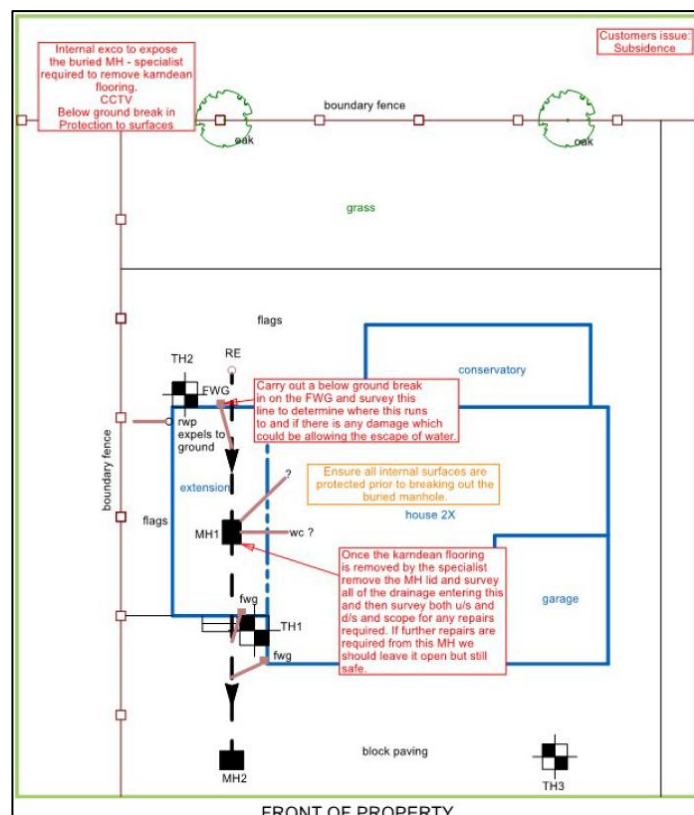 Internal exco to expose
the buried MH - specialist
required to remove karndean
flooring.
CCTV
Below ground break in
Protection to surfaces
Customers issue:
Subsidence
boundary fence
oak
oak
grass
flags
conservatory
TH2
RE
FWG
Carry out a below ground break
in on the FWG and survey this
line to determine where this runs
to and if there is any damage which
could be allowing the escape of water.
rwp
expels to
ground
boundary fence
extension
?
Ensure all internal surfaces are
protected prior to breaking out the
buried manhole.
house 2X
flags
MH1
wc ?
Once the karndean flooring
is removed by the specialist
remove the MH lid and survey
all of the drainage entering this
and then survey both u/s and
d/s and scope for any repairs
required. If further repairs are
required from this MH we
should leave it open but still
safe.
garage
fwg
TH1
fwg
block paving
MH2
TH3
FRONT OF PROPERTY